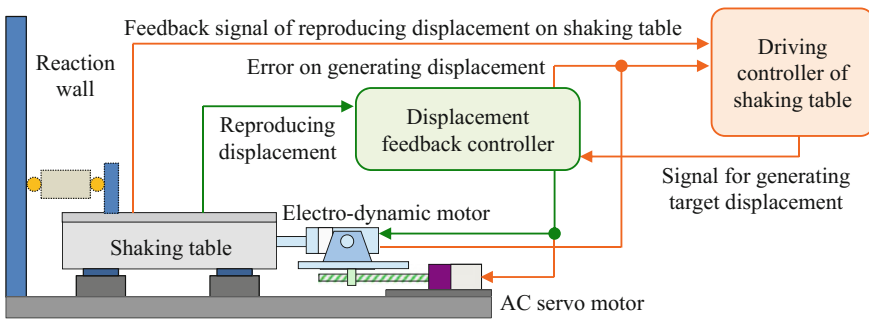 Feedback signal of reproducing displacement on shaking table
Reaction
wall
Error on generating displacement
Driving
controller of
shaking table
Reproducing
displacement
Displacement
feedback controller
Signal for generating
target displacement
Electro-dynamic motor
Shaking table
AC servo motor